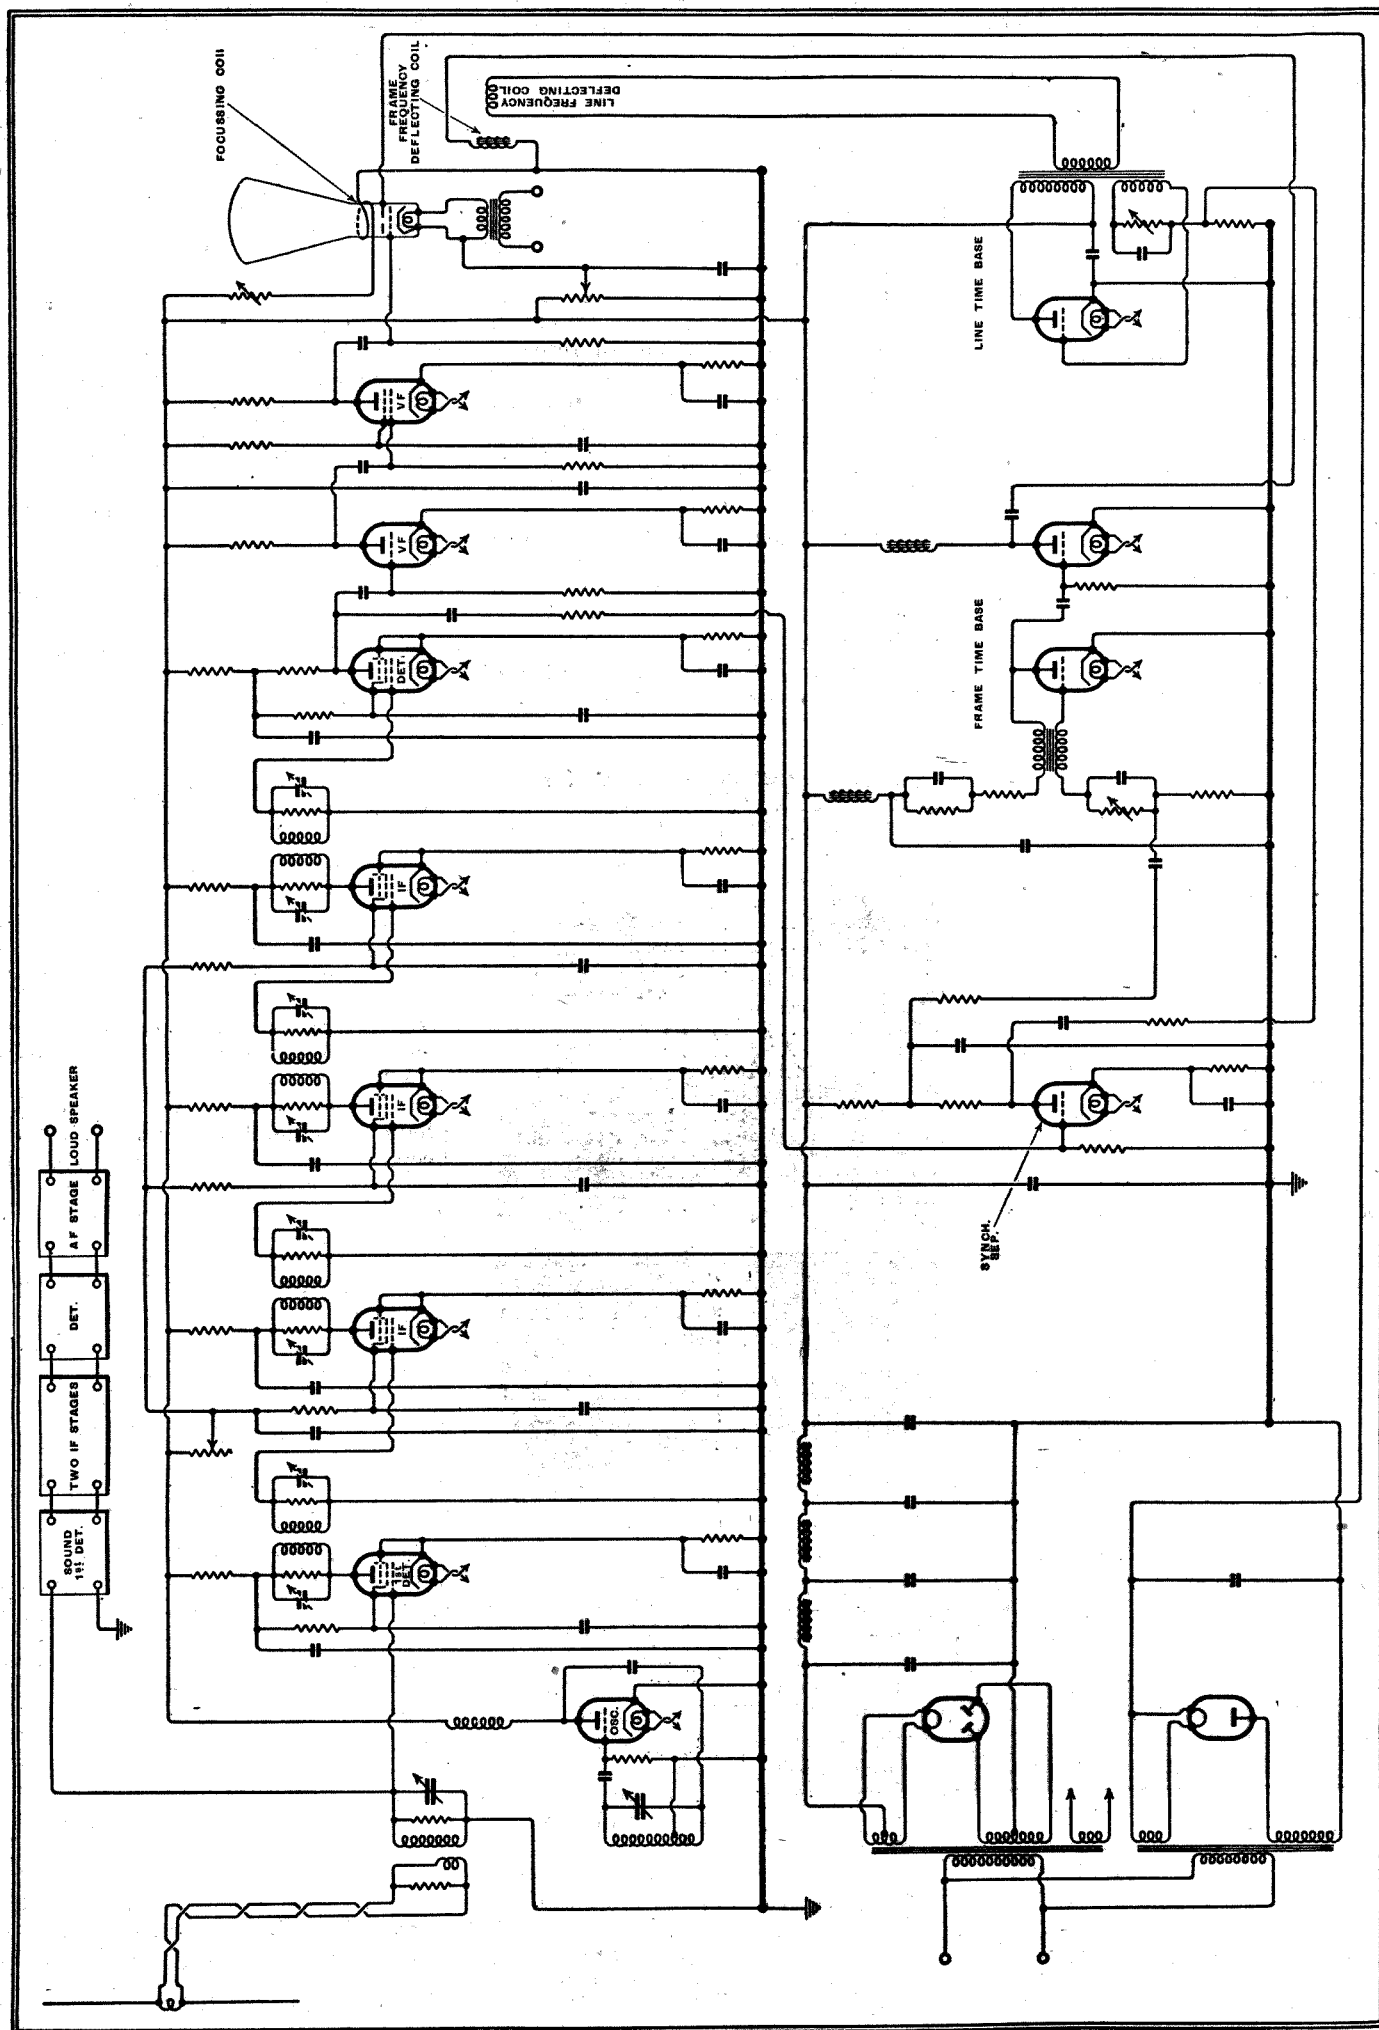 FOCUSSING COIL
FRAME
FREQUENCY
DEFLECTING COIL
LINE FREQUENCY
DEFLECTING COIL
VF
VF
DET.
IF
IF
IF
1ST
DET.
OSC.
LOUD SPEAKER
AF STAGE
DET.
TWO IF STAGES
SOUND
1ST DET.
LINE TIME BASE
FRAME TIME BASE
SYNCH.
SEP.